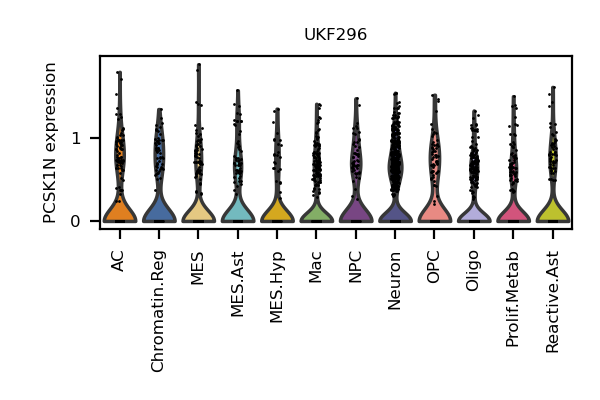 UKF296
PCSK1N expression
1
0
AC
Chromatin.Reg
MES
MES.Ast
MES.Hyp
Mac
NPC
Neuron
OPC
Oligo
Prolif.Metab
Reactive.Ast